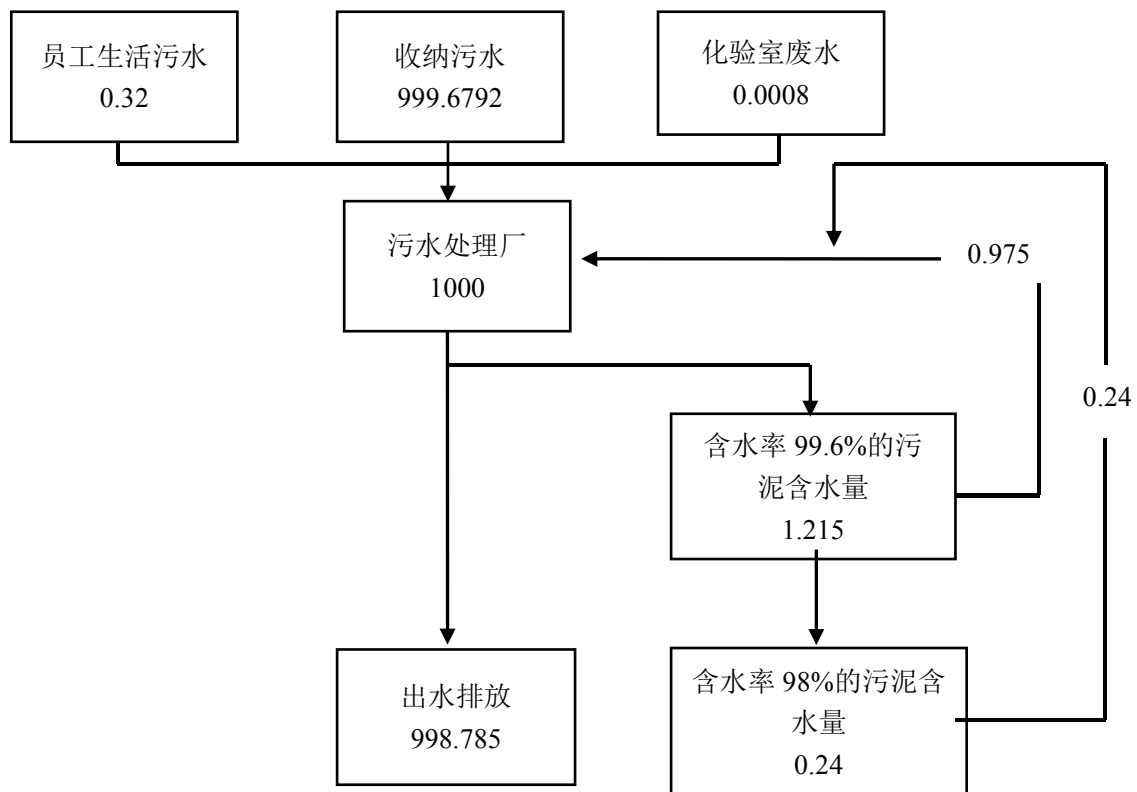 员工生活污水
0.32
收纳污水
999.6792
化验室废水
0.0008
污水处理厂
1000
0.975
0.24
含水率 99.6%的污
泥含水量
1.215
出水排放
998.785
含水率 98%的污泥含
水量
0.24